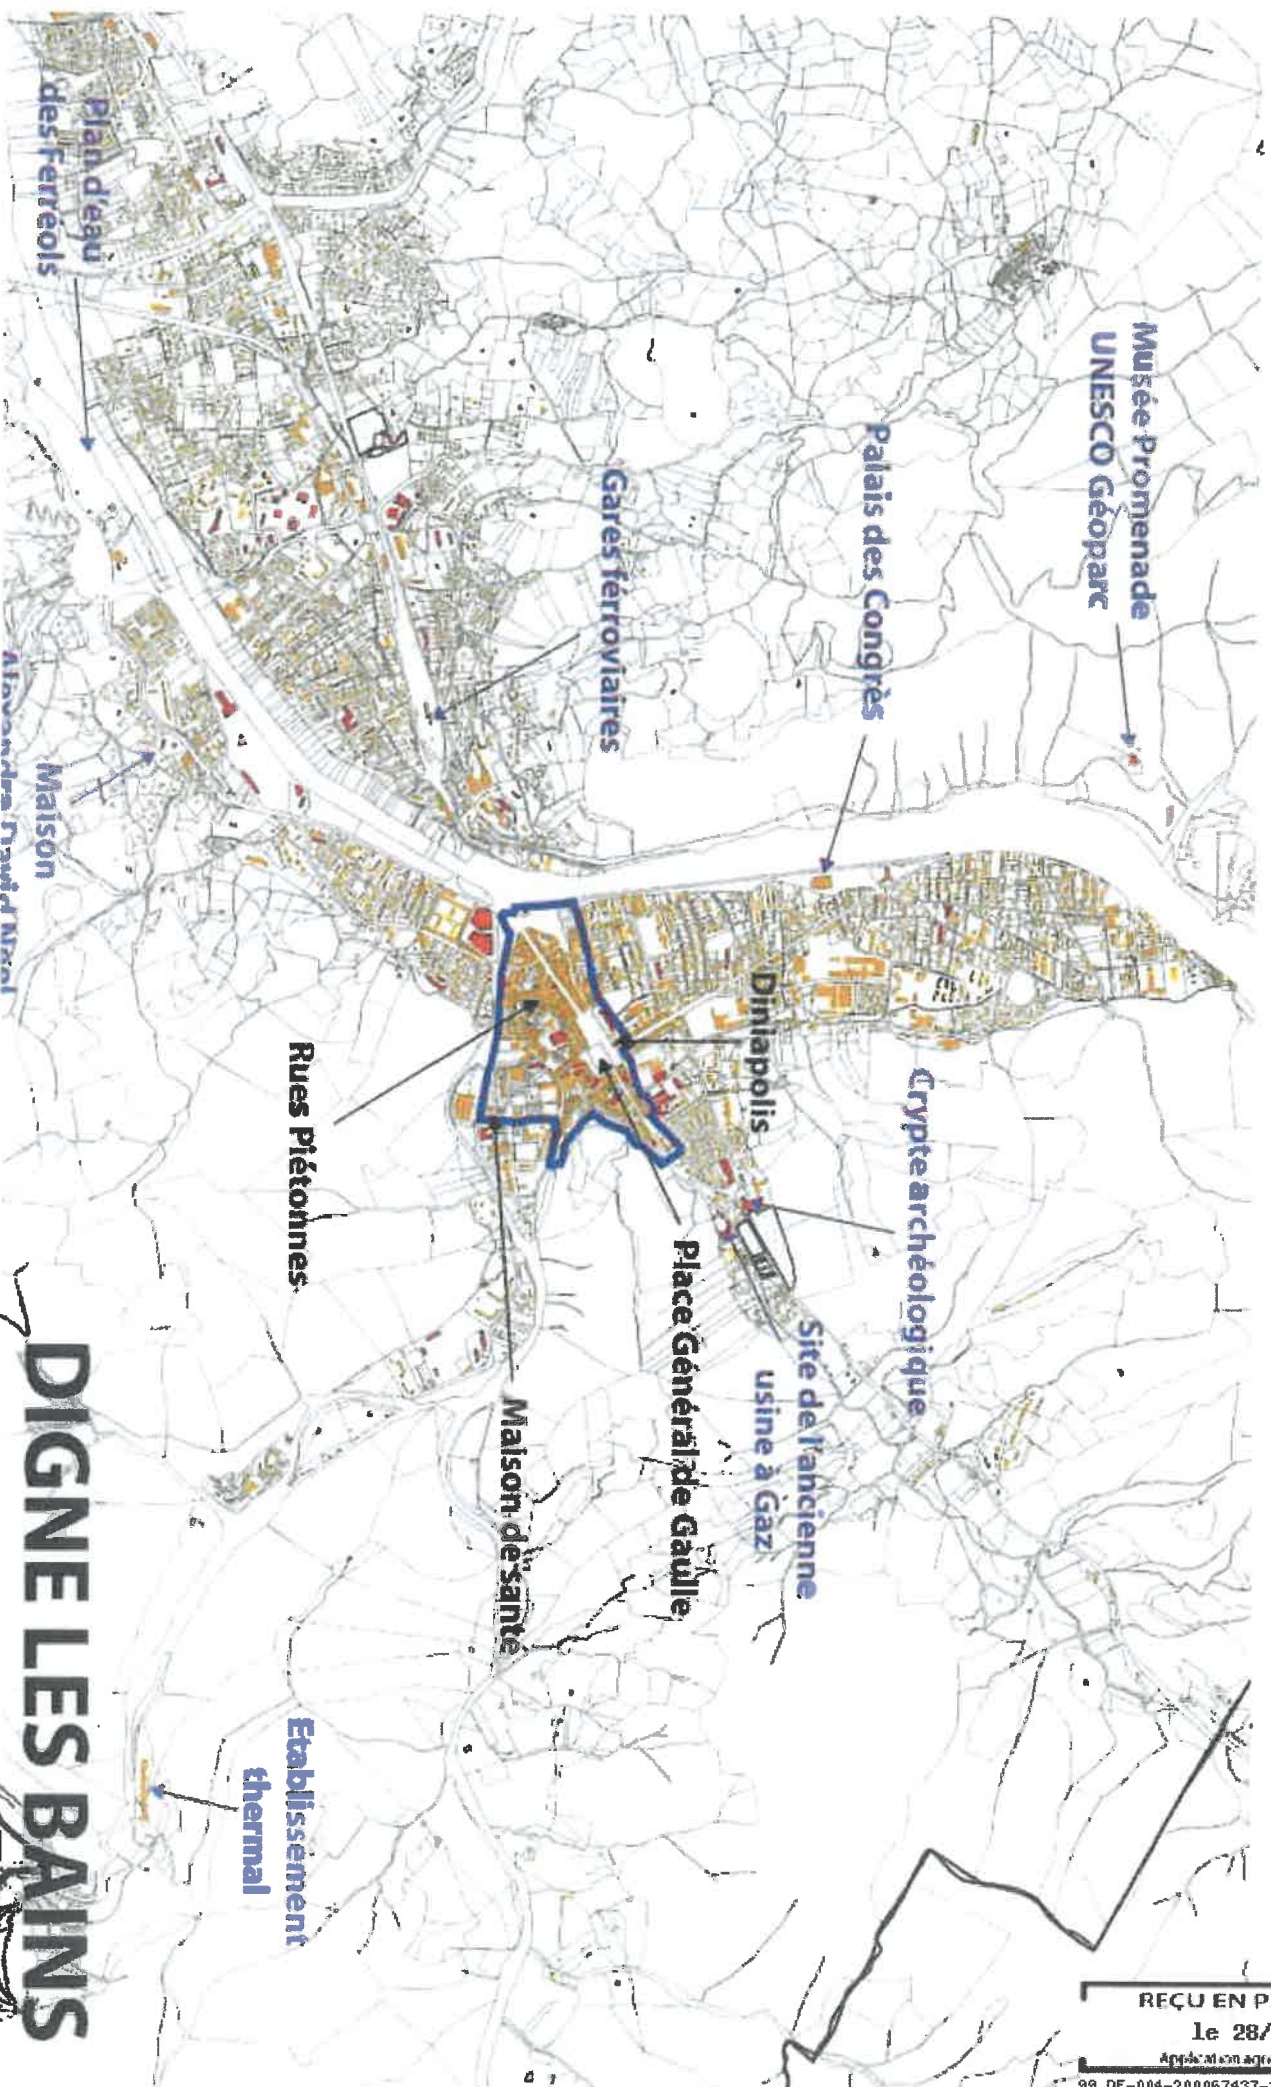 Musée Promenade
UNESCO Géoparc
Palais des Congrès
Gares férroviaires
Plan d'eau
des Ferréols
Maison
Crypte archéologique
Diniapolis
Site de l'ancienne
usine à Gaz
Place Général de Gaulle
Rues Piétonnes
Maison de santé
Etablissement
thermal
DIGNE LES BAINS
REÇU EN P
le 28/